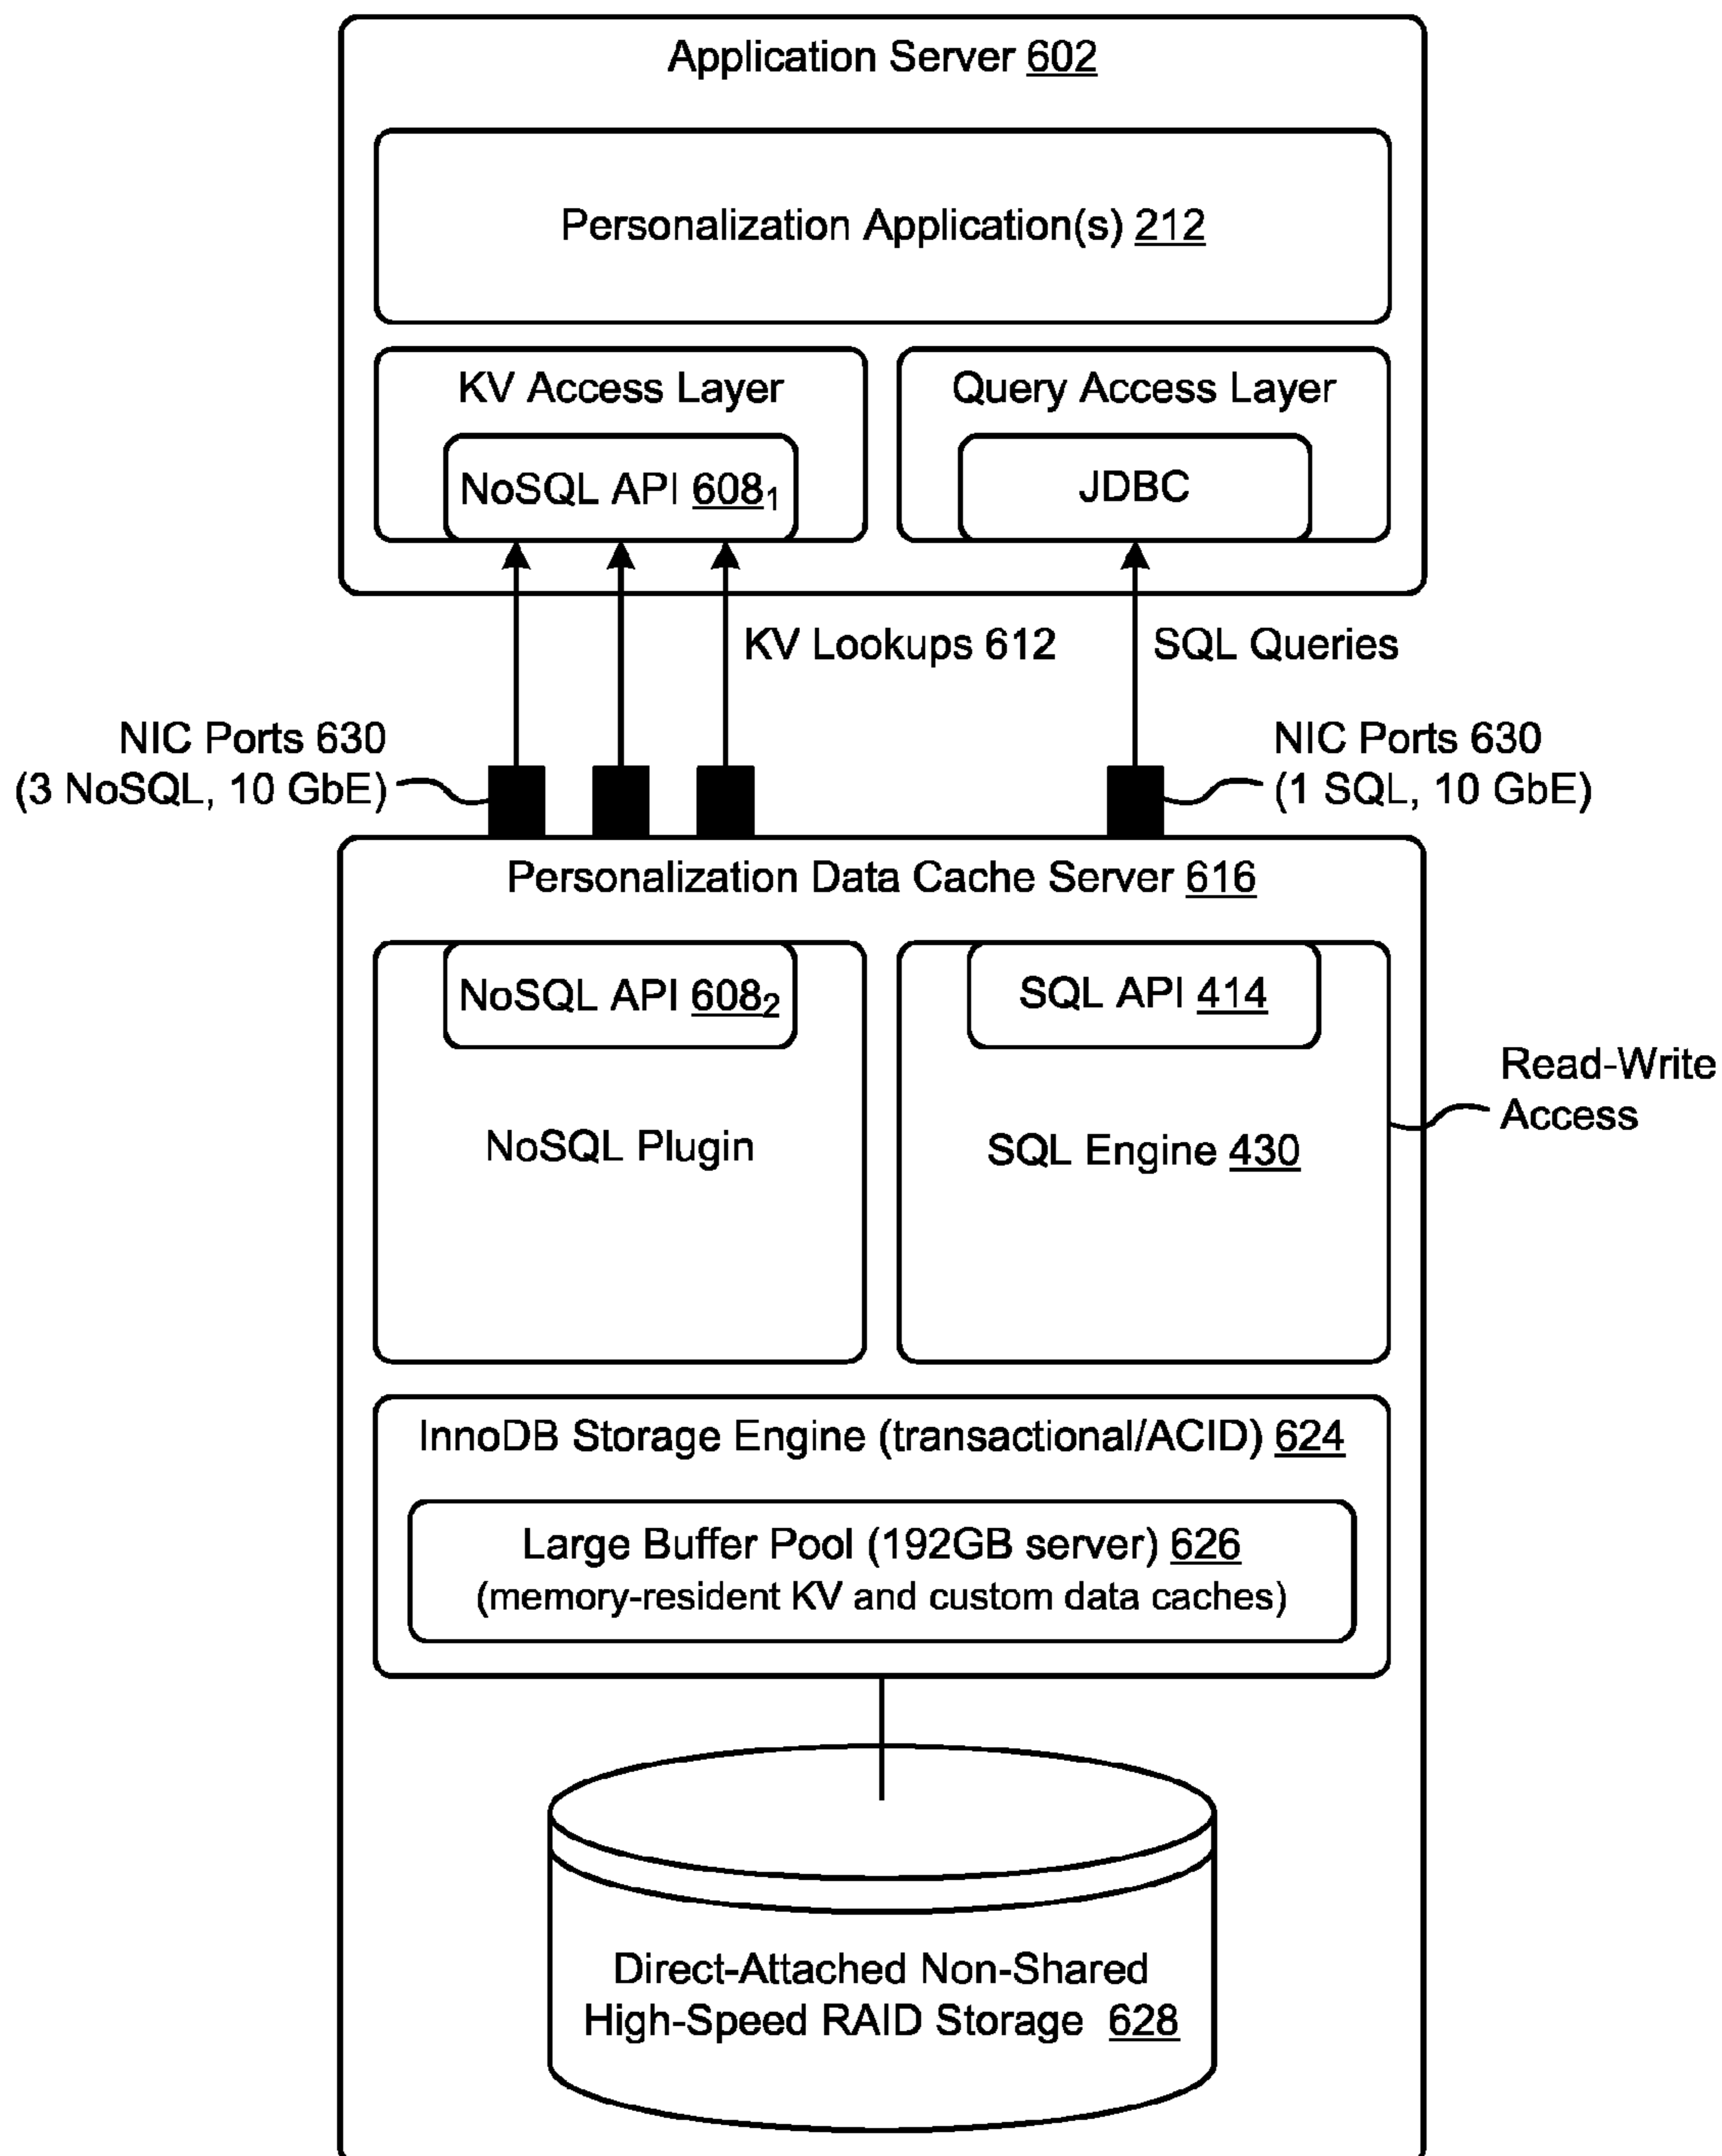 Application Server 602
Personalization Application(s) 212
KV Access Layer
NoSQL API 608₁
Query Access Layer
JDBC
KV Lookups 612
SQL Queries
NIC Ports 630
(3 NoSQL, 10 GbE)
NIC Ports 630
(1 SQL, 10 GbE)
Personalization Data Cache Server 616
NoSQL API 608₂
NoSQL Plugin
SQL API 414
SQL Engine 430
Read-Write
Access
InnoDB Storage Engine (transactional/ACID) 624
Large Buffer Pool (192GB server) 626
(memory-resident KV and custom data caches)
Direct-Attached Non-Shared
High-Speed RAID Storage 628